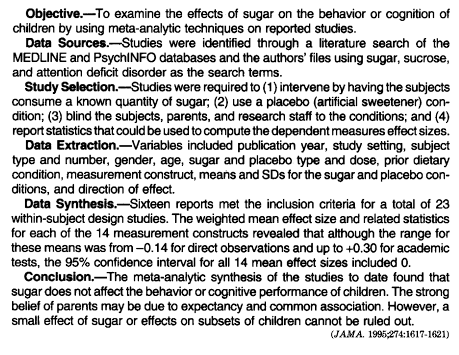 Objective.—To examine the effects of sugar on the behavior or cognition of
children by using meta-analytic techniques on reported studies.
Data Sources.—Studies were identified through a literature search of the
MEDLINE and PsychINFO databases and the authors' files using sugar, sucrose,
and attention deficit disorder as the search terms.
Study Selection.—Studies were required to (1) intervene by having the subjects
consume a known quantity of sugar; (2) use a placebo (artificial sweetener) con-
dition; (3) blind the subjects, parents, and research staff to the conditions; and (4)
report statistics that could be used to compute the dependent measures effect sizes.
Data Extraction.—Variables included publication year, study setting, subject
type and number, gender, age, sugar and placebo type and dose, prior dietary
condition, measurement construct, means and SDs for the sugar and placebo con-
ditions, and direction of effect.
Data Synthesis.—Sixteen reports met the inclusion criteria for a total of 23
within-subject design studies. The weighted mean effect size and related statistics
for each of the 14 measurement constructs revealed that although the range for
these means was from −0.14 for direct observations and up to +0.30 for academic
tests, the 95% confidence interval for all 14 mean effect sizes included 0.
Conclusion.—The meta-analytic synthesis of the studies to date found that
sugar does not affect the behavior or cognitive performance of children. The strong
belief of parents may be due to expectancy and common association. However, a
small effect of sugar or effects on subsets of children cannot be ruled out.
(JAMA. 1995;274:1617-1621)